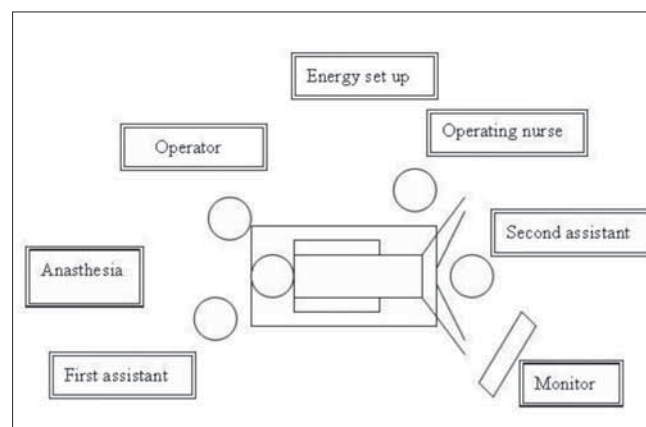 Energy set up
Operating nurse
Operator
Second assistant
Anasthesia
First assistant
Monitor